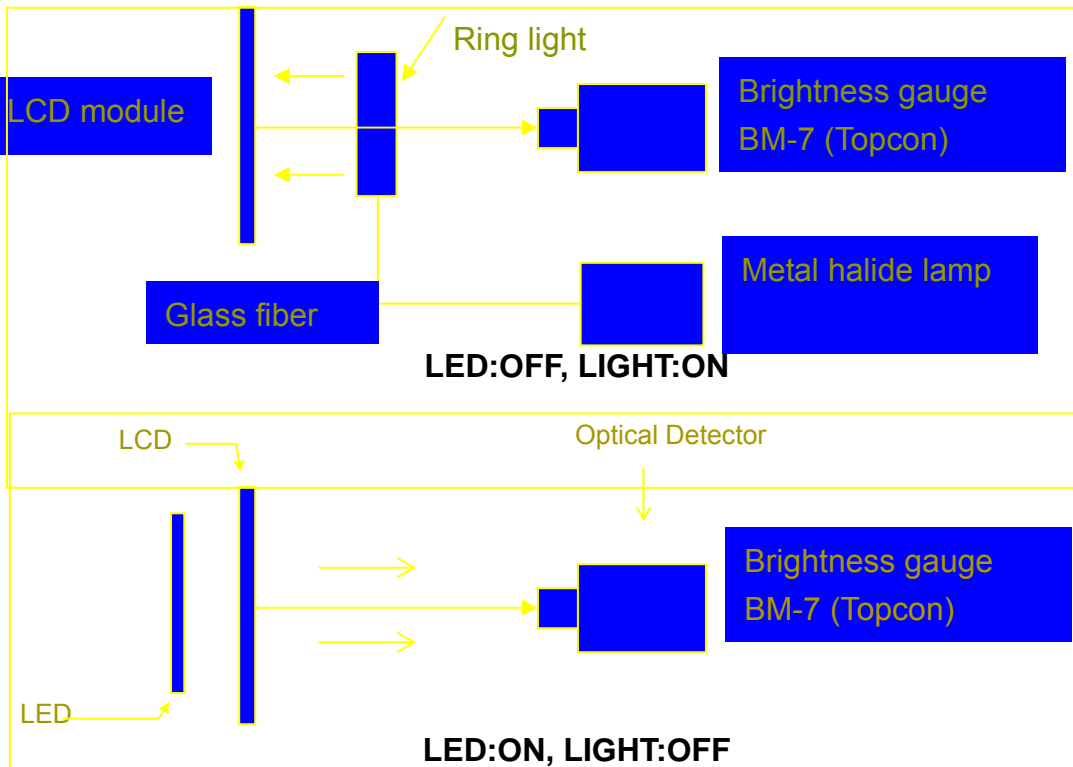 Ring light
LCD module
Brightness gauge
BM-7 (Topcon)
Metal halide lamp
Glass fiber
LED:OFF, LIGHT:ON
LCD
Optical Detector
Brightness gauge
BM-7 (Topcon)
LED
LED:ON, LIGHT:OFF